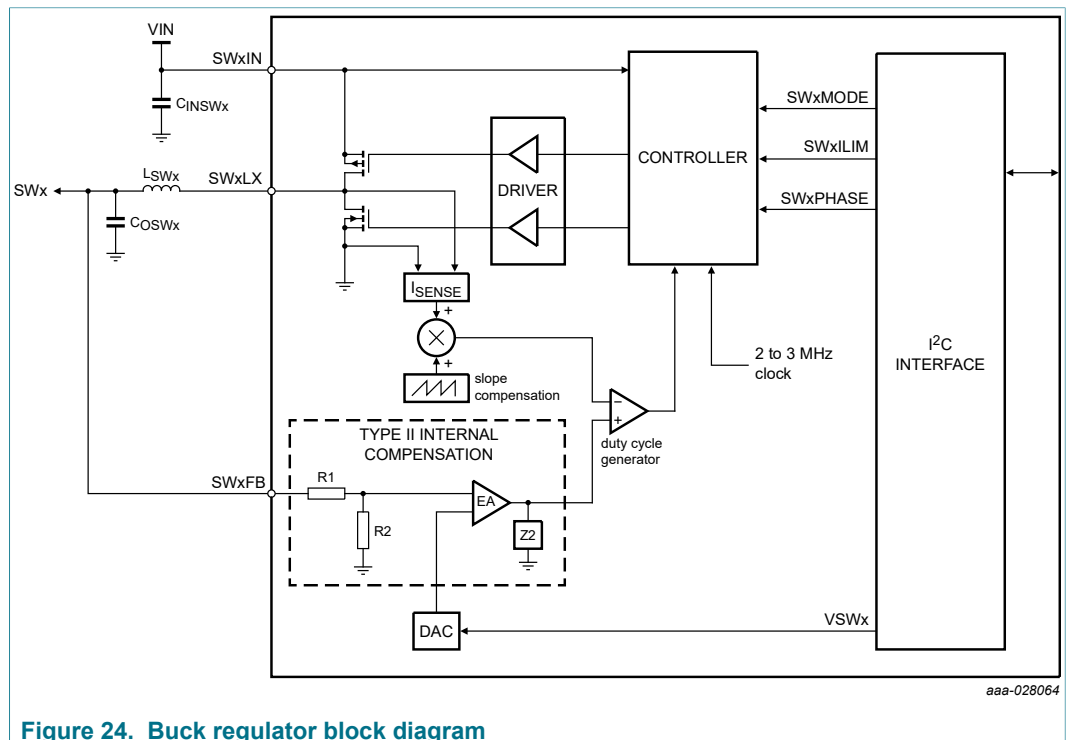 VIN
SWxIN
CINSWx
SWxMODE
CONTROLLER
SWxILIM
SWxPHASE
DRIVER
LSWx
SWxLX
SWx
COSWx
ISENSE
+
+
slope
compensation
2 to 3 MHz
clock
I2C
INTERFACE
−
+
duty cycle
generator
TYPE II INTERNAL
COMPENSATION
SWxFB
R1
R2
EA
Z2
DAC
VSWx
aaa-028064
Figure 24. Buck regulator block diagram